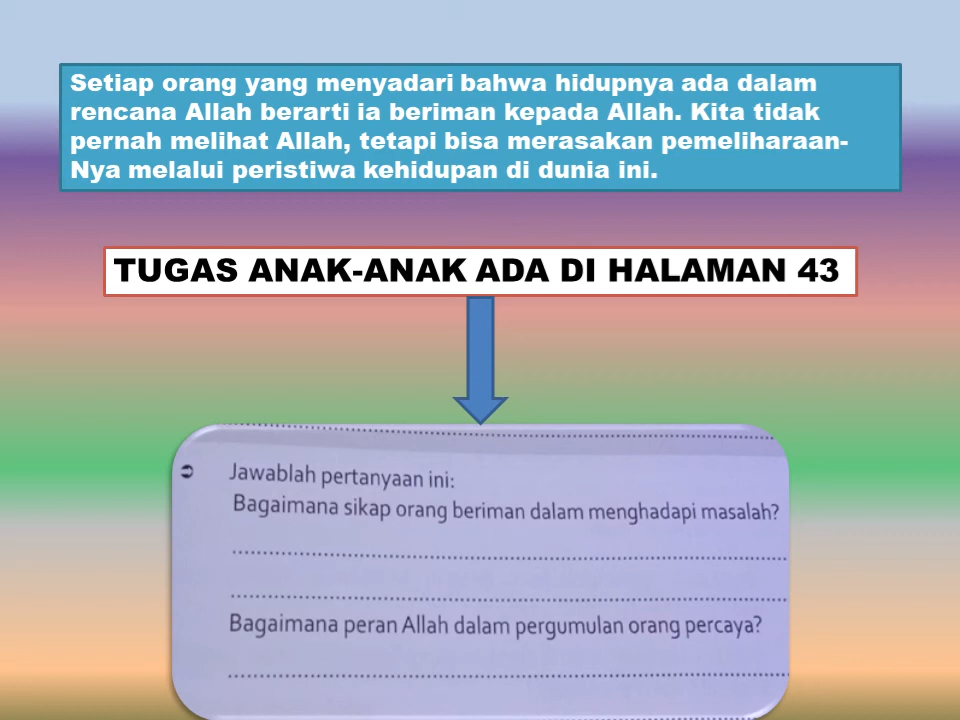 Setiap orang yang menyadari bahwa hidupnya ada dalam
rencana Allah berarti ia beriman kepada Allah. Kita tidak
pernah melihat Allah, tetapi bisa merasakan pemeliharaan-
Nya melalui peristiwa kehidupan di dunia ini.
TUGAS ANAK-ANAK ADA DI HALAMAN 43
Jawablah pertanyaan ini:
Bagaimana sikap orang beriman dalam menghadapi masalah?
Bagaimana peran Allah dalam pergumulan orang percaya?